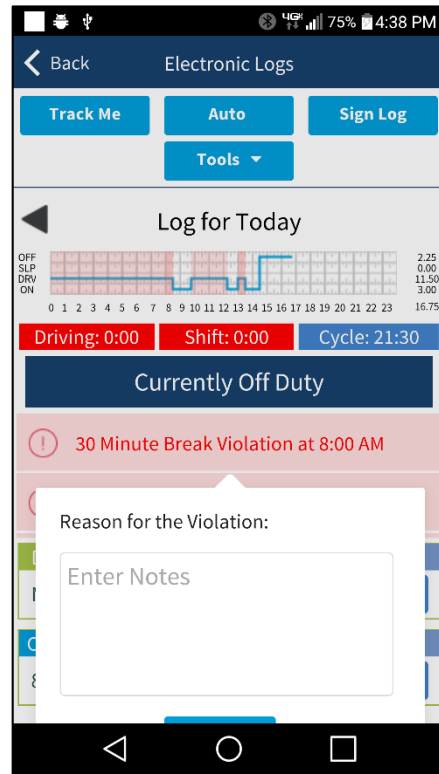 4G 75% 4:38 PM
Back Electronic Logs
Track Me Auto Sign Log
Tools
Log for Today
OFF 2.25
SLP 0.00
DRV 11.50
ON 3.00
0 1 2 3 4 5 6 7 8 9 10 11 12 13 14 15 16 17 18 19 20 21 22 23 16.75
Driving: 0:00 Shift: 0:00 Cycle: 21:30
Currently Off Duty
30 Minute Break Violation at 8:00 AM
Reason for the Violation:
Enter Notes